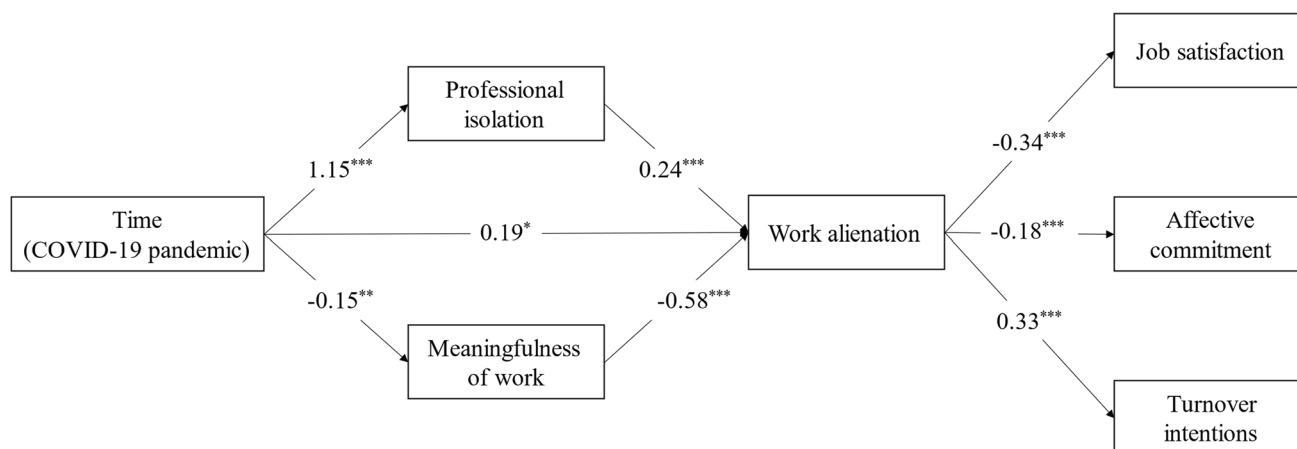 Job satisfaction
Professional
isolation
-0.34***
1.15***
0.24***
Time
(COVID-19 pandemic)
0.19*
Work alienation
-0.18***
Affective
commitment
-0.15**
-0.58***
0.33***
Meaningfulness
of work
Turnover
intentions